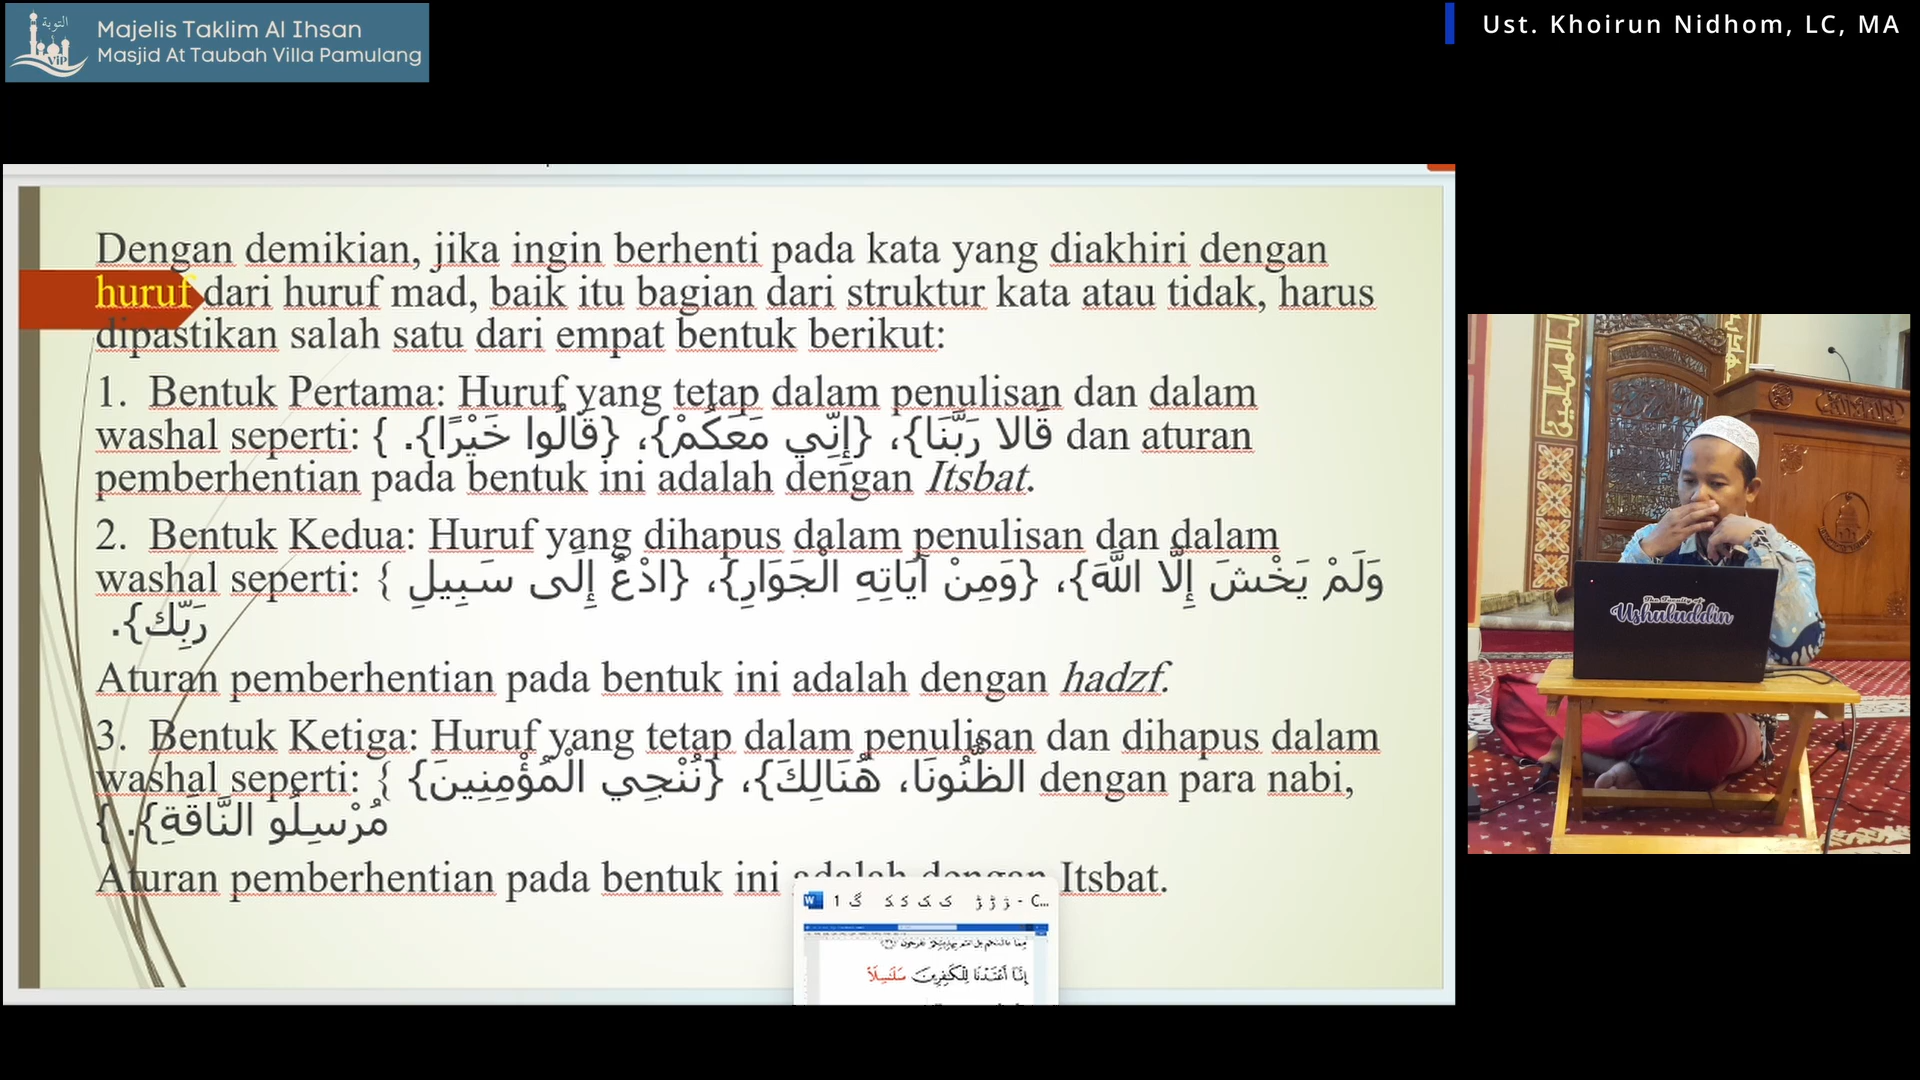 Majelis Taklim Al Ihsan
Masjid At Taubah Villa Pamulang
Ust. Khoirun Nidhom, LC, MA
Dengan demikian, jika ingin berhenti pada kata yang diakhiri dengan
huruf dari huruf mad, baik itu bagian dari struktur kata atau tidak, harus
dipastikan salah satu dari empat bentuk berikut:
1. Bentuk Pertama: Huruf yang tetap dalam penulisan dan dalam
washal seperti: { قَالا رَبَّنَا}، {إِنِّي مَعَكُمْ}، {قَالُوا خَيْرًا}. dan aturan
pemberhentian pada bentuk ini adalah dengan Itsbat.
2. Bentuk Kedua: Huruf yang dihapus dalam penulisan dan dalam
washal seperti: { وَلَمْ يَخْشَ إِلَّا اللَّهَ}، {وَمِنْ آيَاتِهِ الْجَوَارِ}، {ادْعُ إِلَى سَبِيلِ
رَبِّكَ}.
Aturan pemberhentian pada bentuk ini adalah dengan hadzf.
3. Bentuk Ketiga: Huruf yang tetap dalam penulisan dan dihapus dalam
washal seperti: { الظُّنُونَا، هُنَالِكَ}، {نُنْجِي الْمُؤْمِنِينَ} dengan para nabi,
{ مُرْسِلُو النَّاقَةِ}.
Aturan pemberhentian pada bentuk ini adalah dengan Itsbat.
إِنَّا أَعْتَدْنَا لِلْكَٰفِرِينَ سَلَٰسِلَا۟
The Faculty of
Ushuluddin